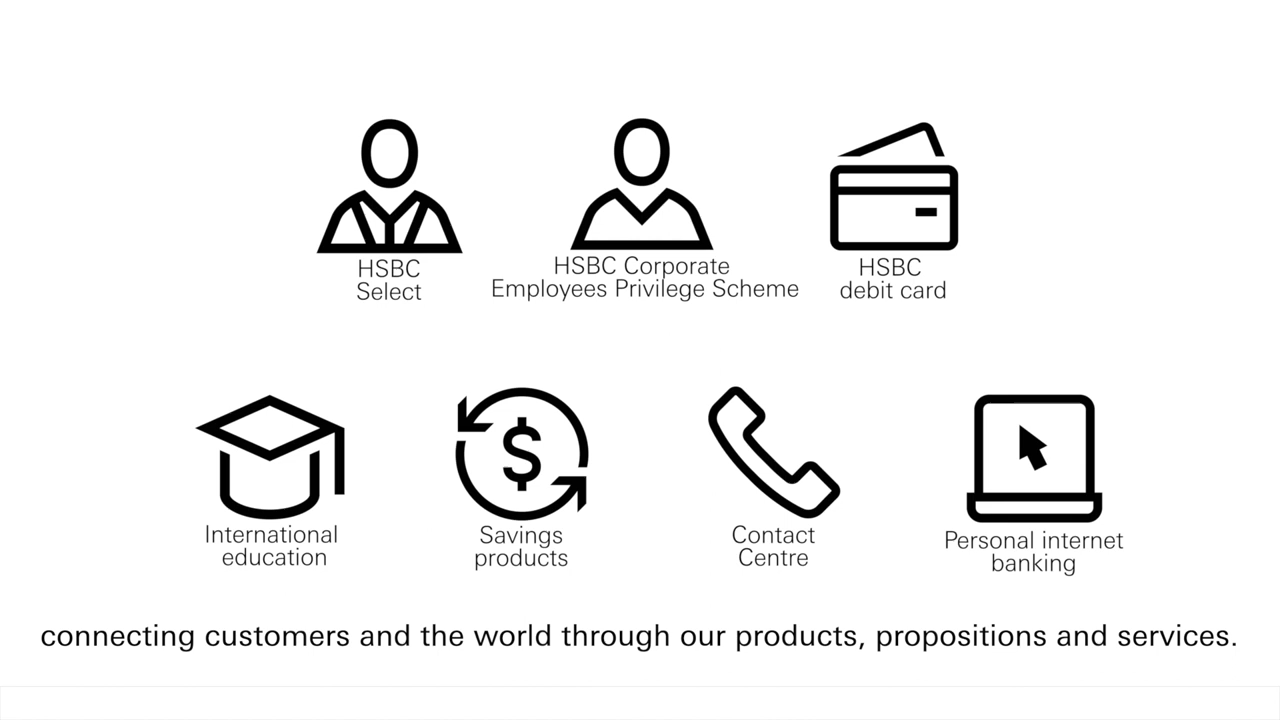 HSBC
Select
HSBC Corporate
Employees Privilege Scheme
HSBC
debit card
$
International
education
Savings
products
Contact
Centre
Personal internet
banking
connecting customers and the world through our products, propositions and services.